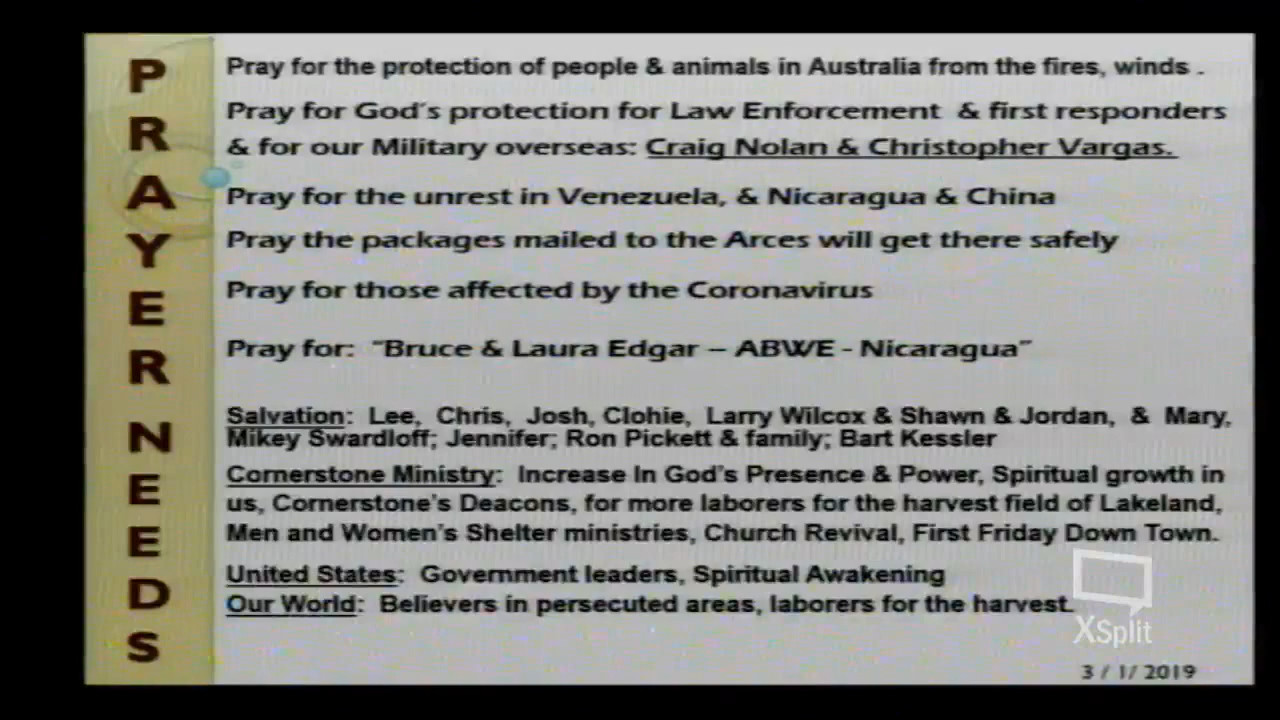 PRAYER NEEDS
Pray for the protection of people & animals in Australia from the fires, winds .
Pray for God's protection for Law Enforcement & first responders
& for our Military overseas: Craig Nolan & Christopher Vargas.
Pray for the unrest in Venezuela, & Nicaragua & China
Pray the packages mailed to the Arces will get there safely
Pray for those affected by the Coronavirus
Pray for: "Bruce & Laura Edgar – ABWE - Nicaragua"
Salvation: Lee, Chris, Josh, Clohie, Larry Wilcox & Shawn & Jordan, & Mary,
Mikey Swardloff; Jennifer; Ron Pickett & family; Bart Kessler
Cornerstone Ministry: Increase In God's Presence & Power, Spiritual growth in
us, Cornerstone's Deacons, for more laborers for the harvest field of Lakeland,
Men and Women's Shelter ministries, Church Revival, First Friday Down Town.
United States: Government leaders, Spiritual Awakening
Our World: Believers in persecuted areas, laborers for the harvest.
XSplit
3 / 1/ 2019